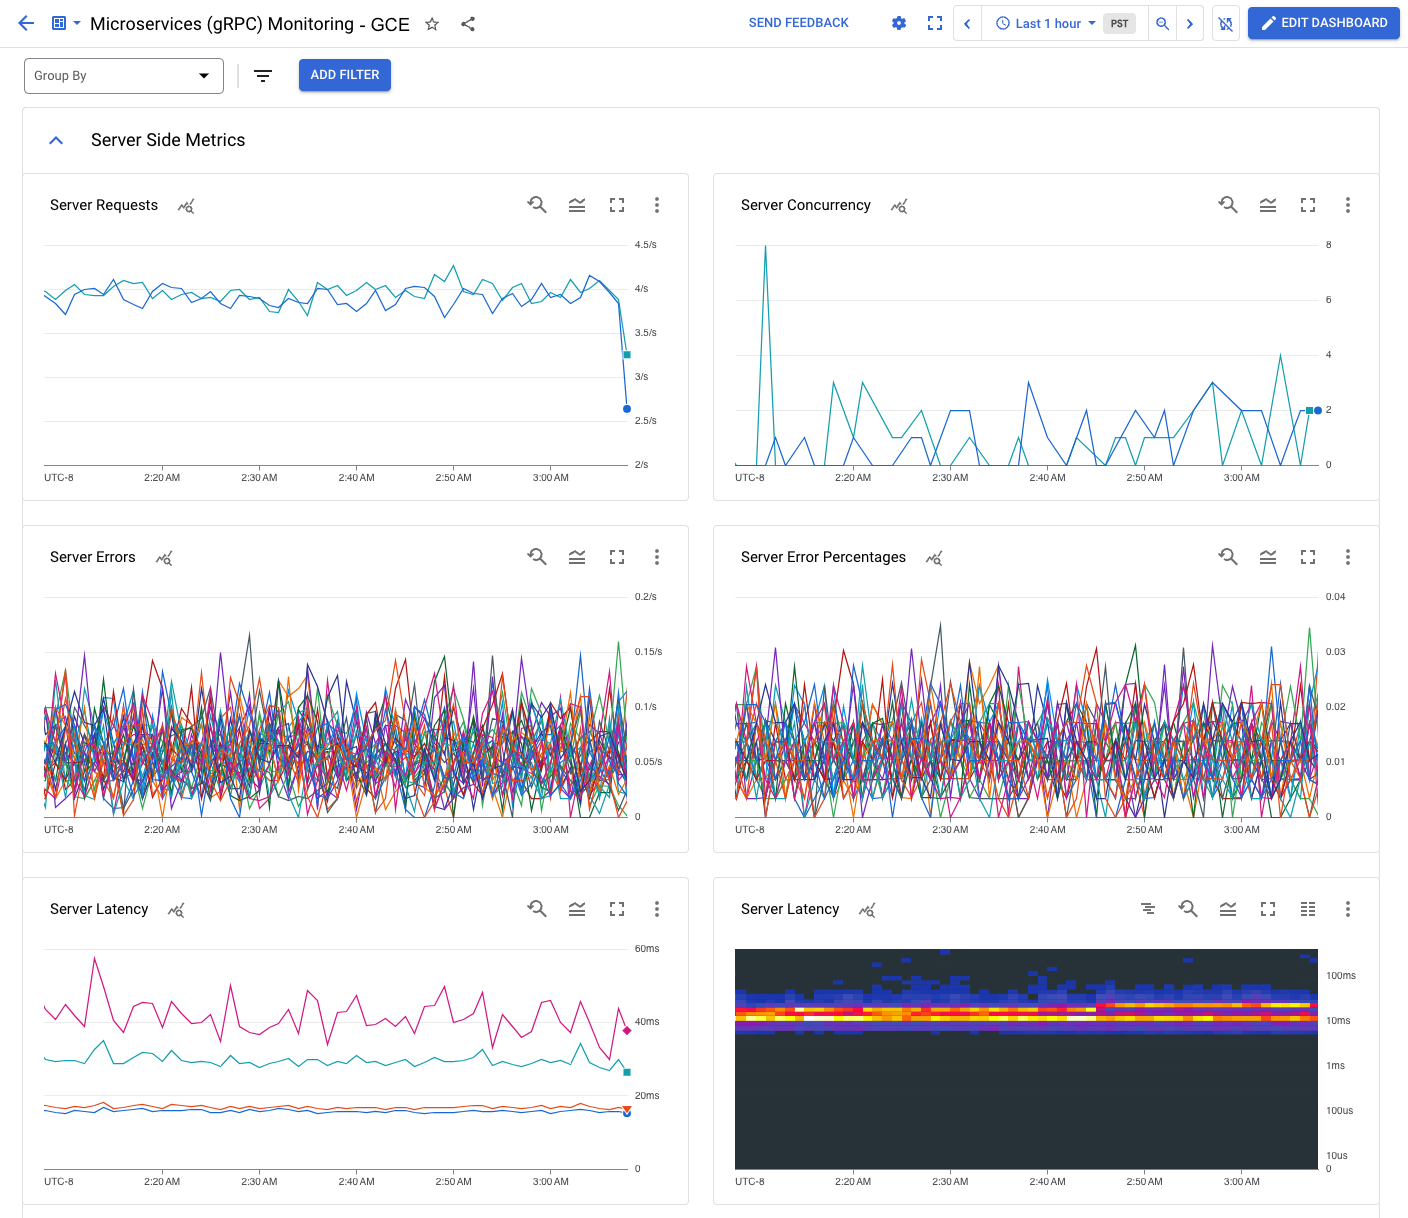 Microservices (gRPC) Monitoring - GCE
SEND FEEDBACK
Last 1 hour
PST
EDIT DASHBOARD
Group By
ADD FILTER
Server Side Metrics
Server Requests
4.5/s
4/s
3.5/s
3/s
2.5/s
2/s
UTC-8 2:20 AM 2:30 AM 2:40 AM 2:50 AM 3:00 AM
Server Concurrency
8
6
4
2
0
UTC-8 2:20 AM 2:30 AM 2:40 AM 2:50 AM 3:00 AM
Server Errors
0.2/s
0.15/s
0.1/s
0.05/s
0
UTC-8 2:20 AM 2:30 AM 2:40 AM 2:50 AM 3:00 AM
Server Error Percentages
0.04
0.03
0.02
0.01
0
UTC-8 2:20 AM 2:30 AM 2:40 AM 2:50 AM 3:00 AM
Server Latency
60ms
40ms
20ms
0
UTC-8 2:20 AM 2:30 AM 2:40 AM 2:50 AM 3:00 AM
Server Latency
100ms
10ms
1ms
100us
10us
0
UTC-8 2:20 AM 2:30 AM 2:40 AM 2:50 AM 3:00 AM